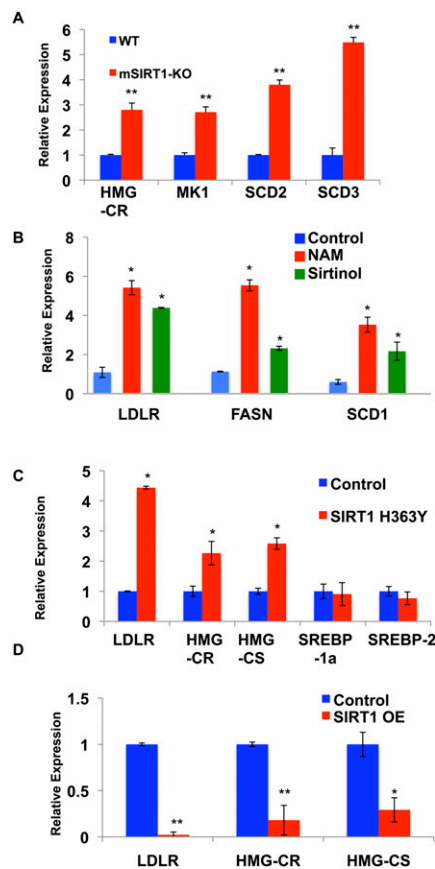 A
WT
mSIRT1-KO
Relative Expression
6
5
4
3
2
1
0
**
**
**
**
HMG
-CR
MK1
SCD2
SCD3
B
Control
NAM
Sirtinol
Relative Expression
6
4
2
0
*
*
*
*
*
*
LDLR
FASN
SCD1
C
Control
SIRT1 H363Y
Relative Expression
5
4
3
2
1
0
*
*
*
LDLR
HMG
-CR
HMG
-CS
SREBP
-1a
SREBP-2
D
Control
SIRT1 OE
Relative Expression
1.5
1
0.5
0
**
**
*
LDLR
HMG-CR
HMG-CS